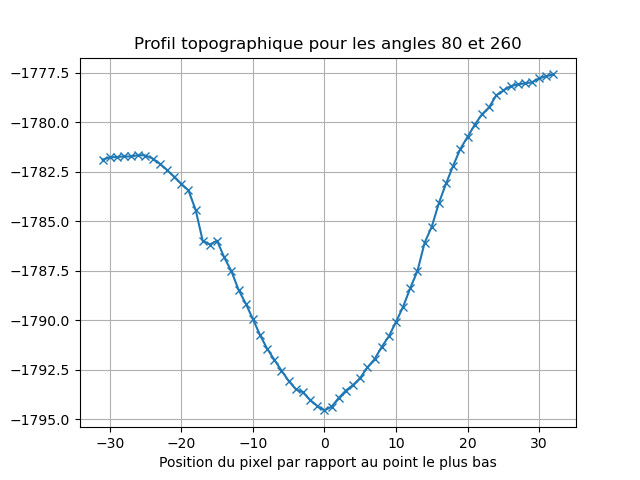 Profil topographique pour les angles 80 et 260
−1777.5
−1780.0
−1782.5
−1785.0
−1787.5
−1790.0
−1792.5
−1795.0
−30 −20 −10 0 10 20 30
Position du pixel par rapport au point le plus bas